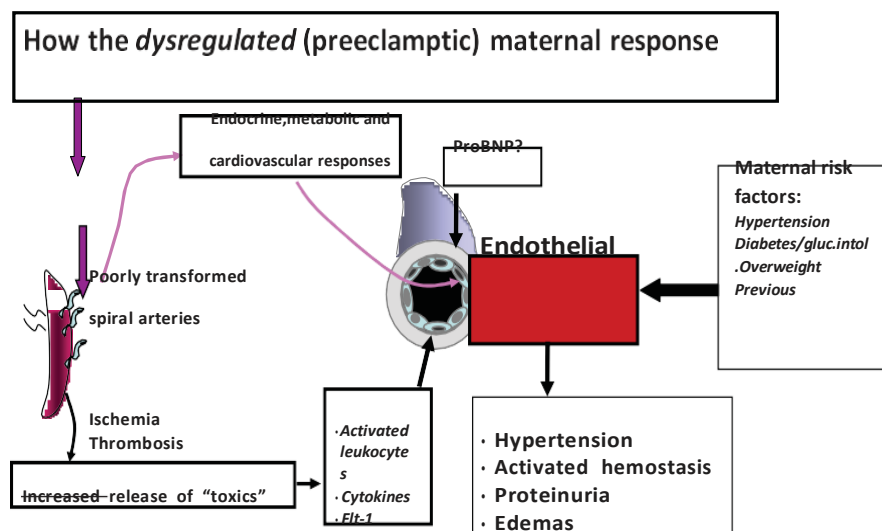 How the dysregulated (preeclamptic) maternal response
Endocrine,metabolic and
cardiovascular responses
ProBNP?
Maternal risk
factors:
Hypertension
Diabetes/gluc.intol
.Overweight
Previous
Endothelial
Poorly transformed
spiral arteries
Ischemia
Thrombosis
Increased release of “toxics”
· Activated
leukocyte
s
· Cytokines
· Flt-1
· Hypertension
· Activated hemostasis
· Proteinuria
· Edemas